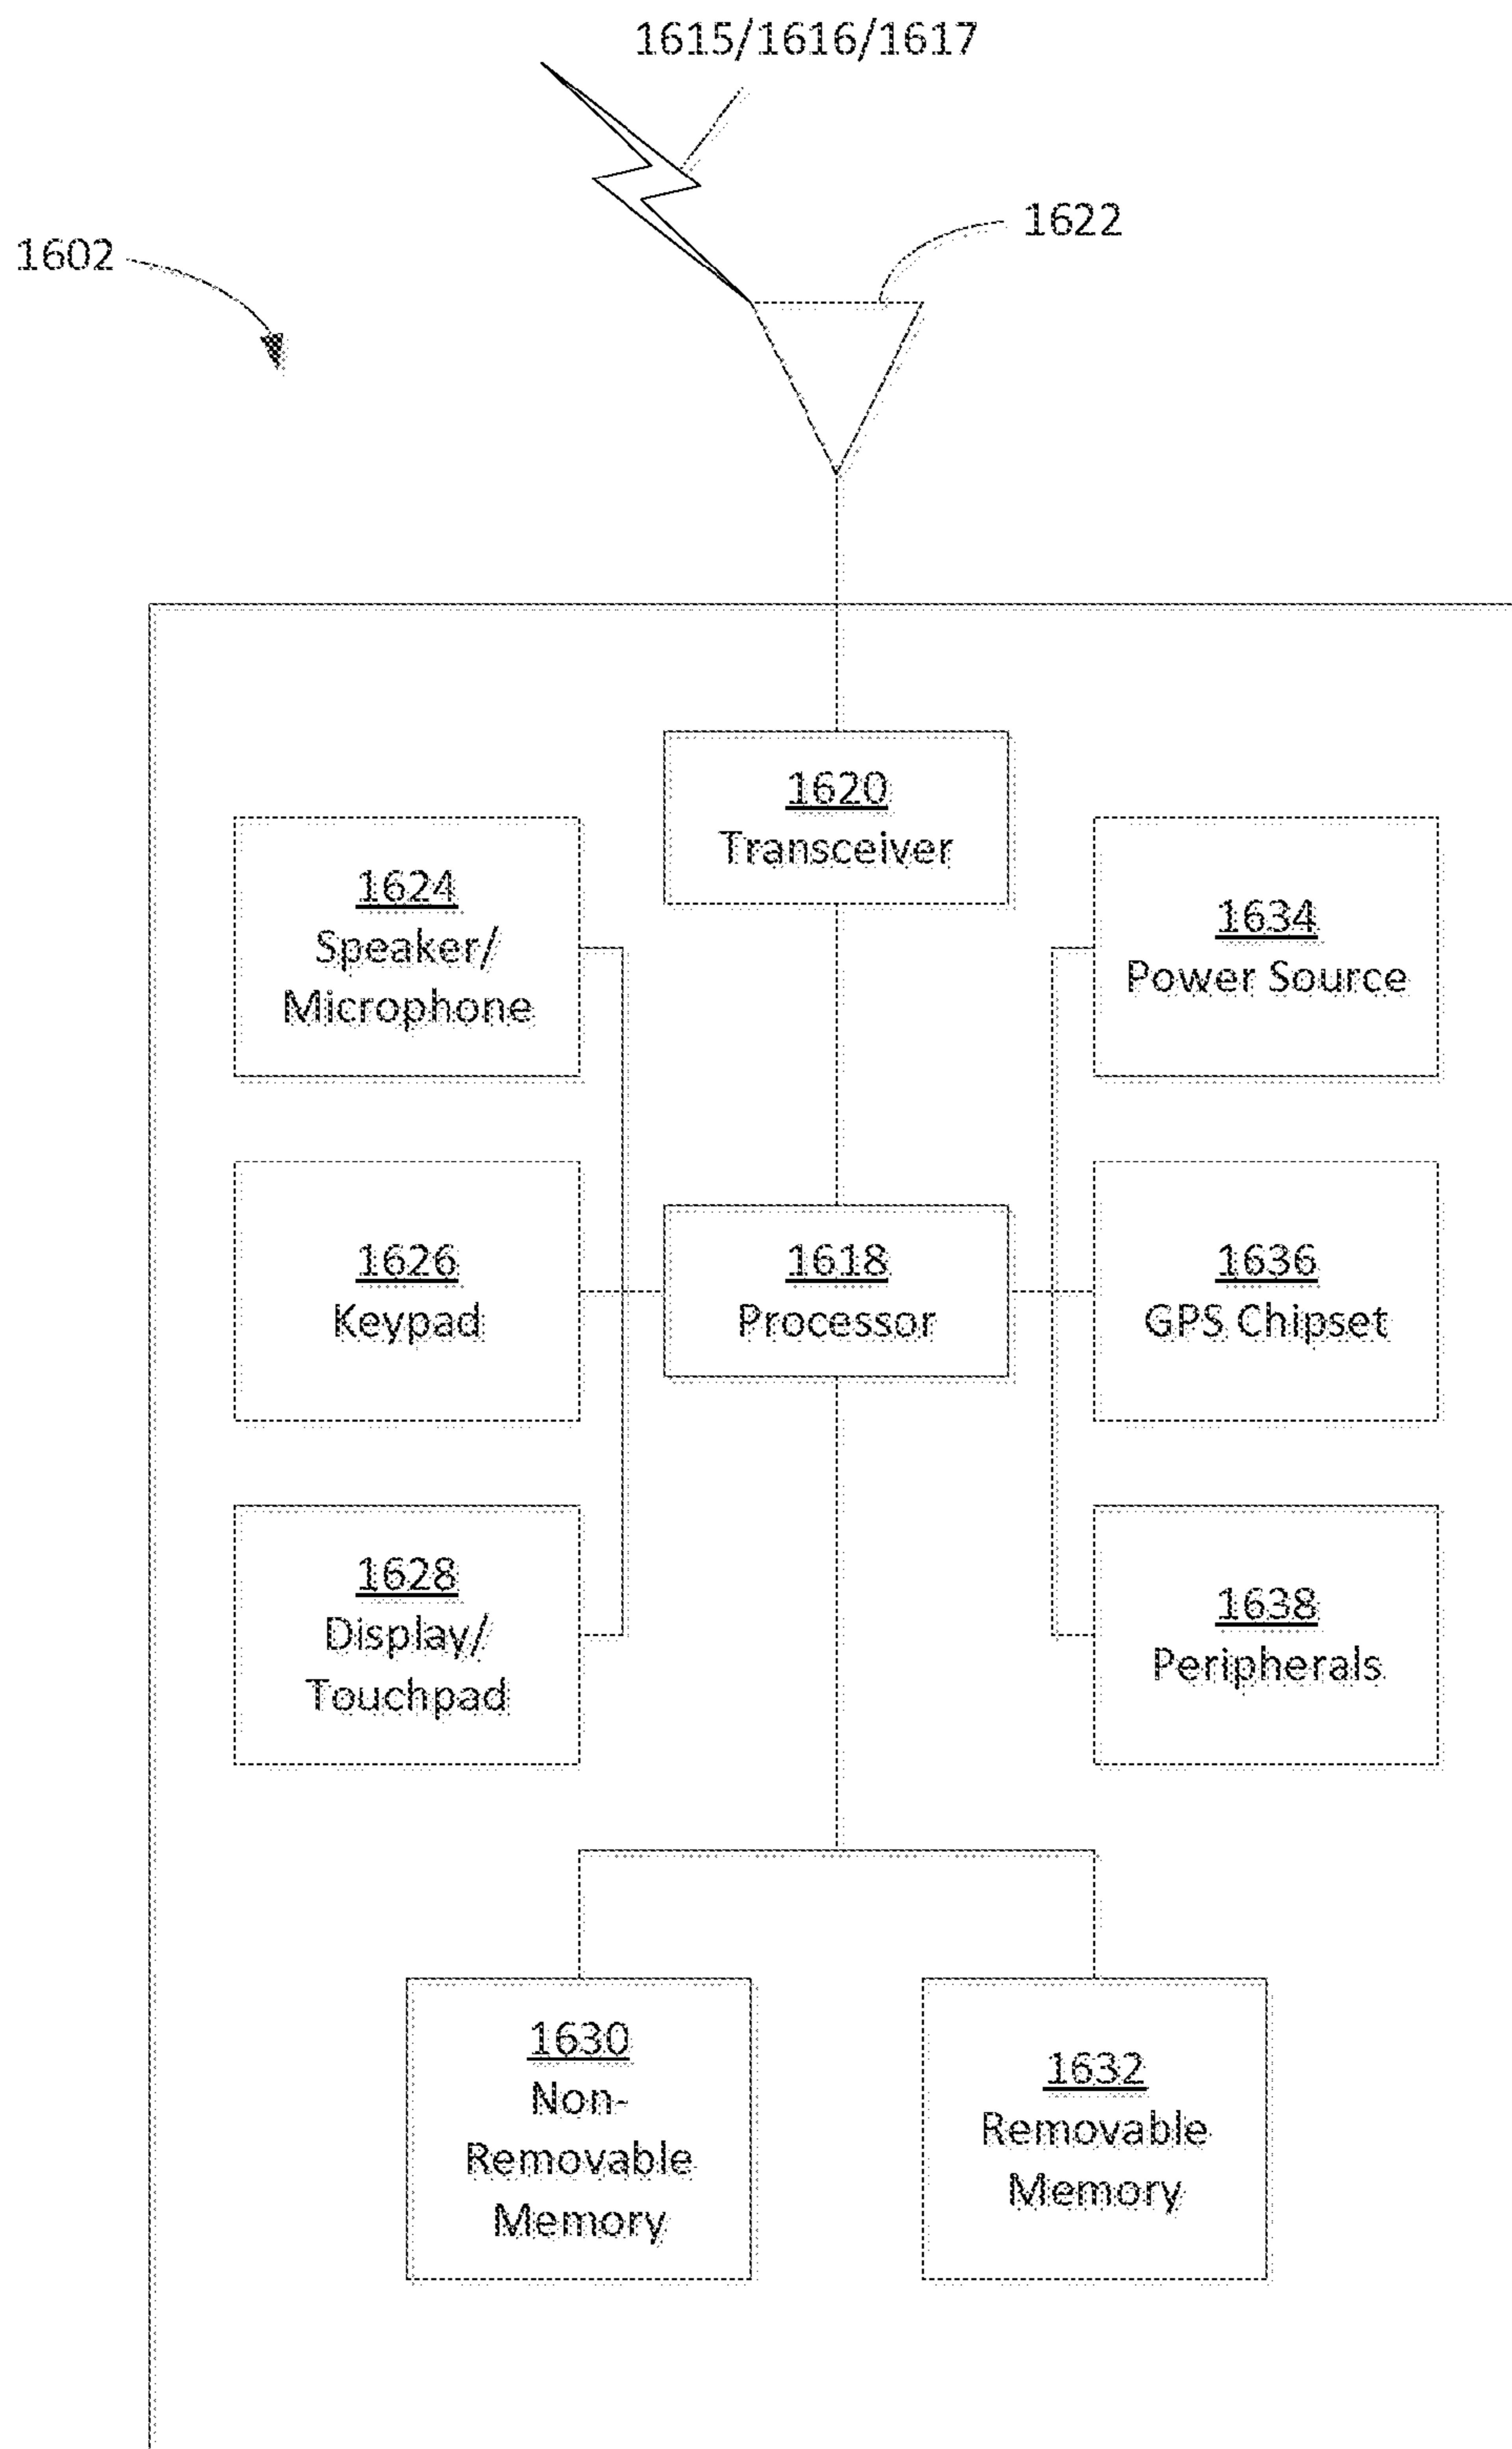 1615/1616/1617
1622
1602
1620
Transceiver
1624
Speaker/
Microphone
1634
Power Source
1626
Keypad
1618
Processor
1636
GPS Chipset
1628
Display/
Touchpad
1638
Peripherals
1630
Non-
Removable
Memory
1632
Removable
Memory